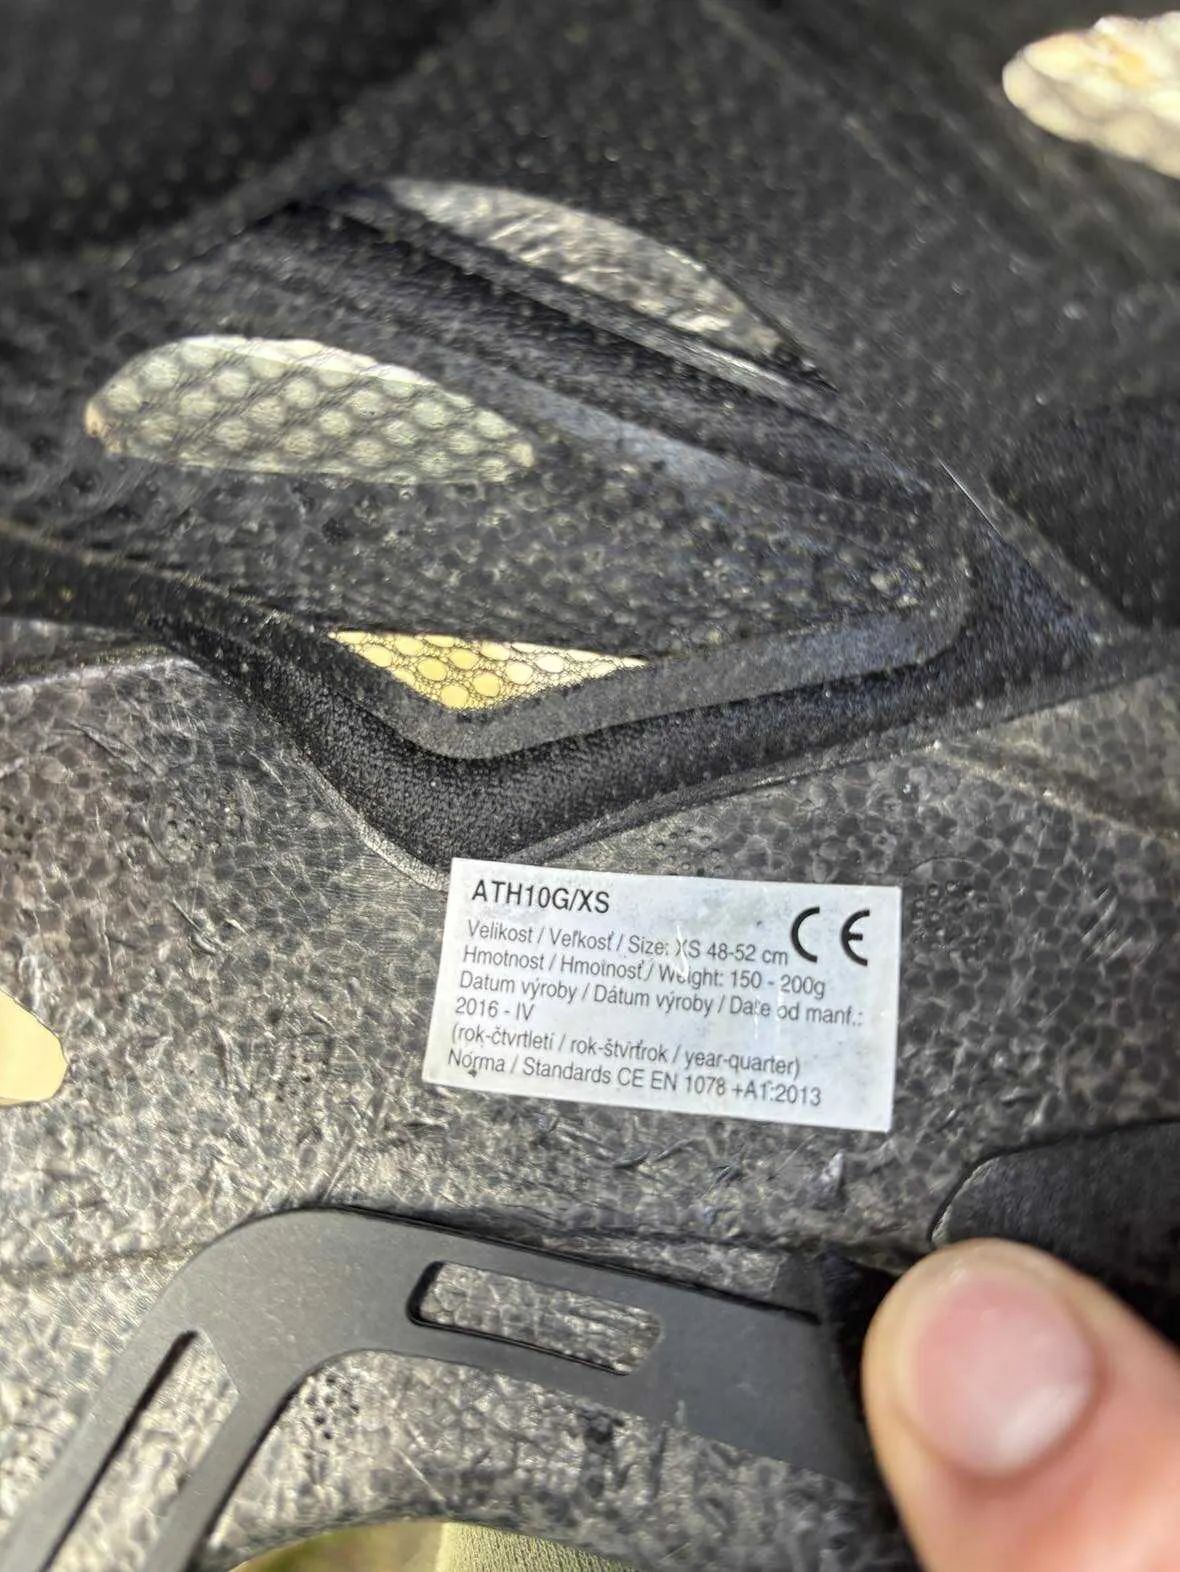 ATH10G/XS
CE
Velikost / Veľkosť / Size: XS 48-52 cm
Hmotnost / Hmotnosť / Weight: 150 - 200g
Datum výroby / Dátum výroby / Date od manf.:
2016 - IV
(rok-čtvrtletí / rok-štvrťrok / year-quarter)
Norma / Standards CE EN 1078 +A1:2013